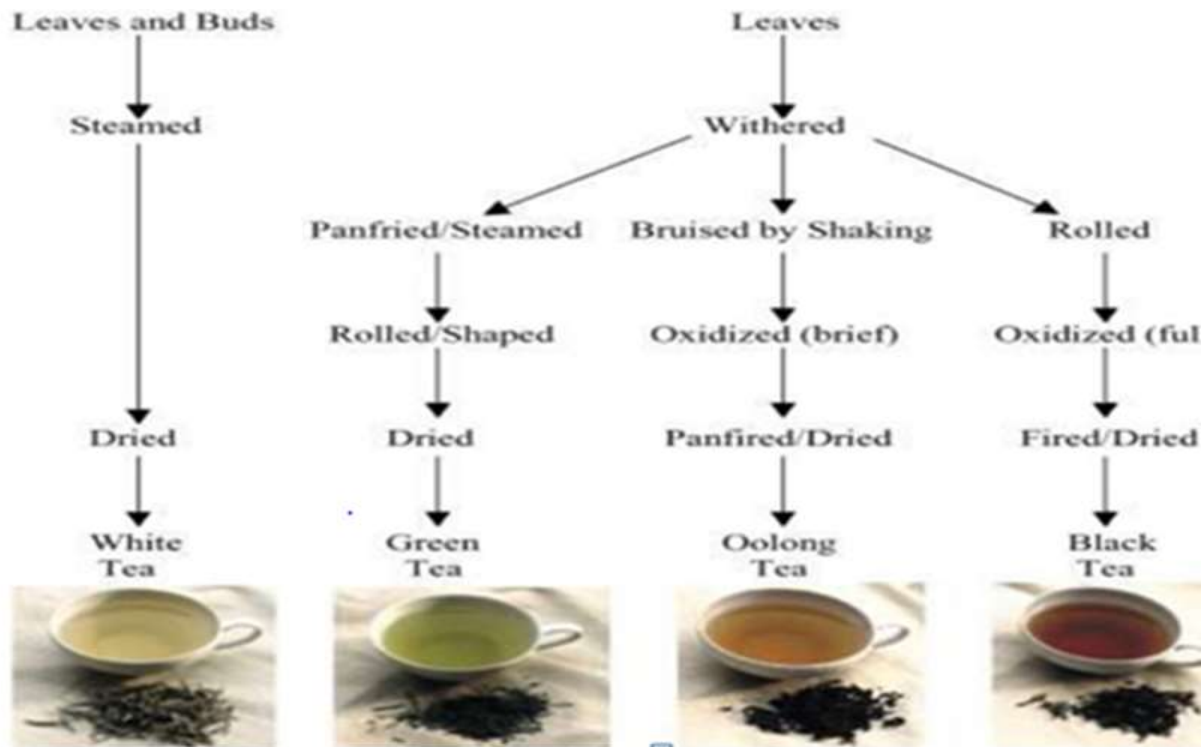 Leaves and Buds
Leaves
Steamed
Withered
Panfried/Steamed
Bruised by Shaking
Rolled
Rolled/Shaped
Oxidized (brief)
Oxidized (ful
Dried
Dried
Panfired/Dried
Fired/Dried
White
Tea
Green
Tea
Oolong
Tea
Black
Tea